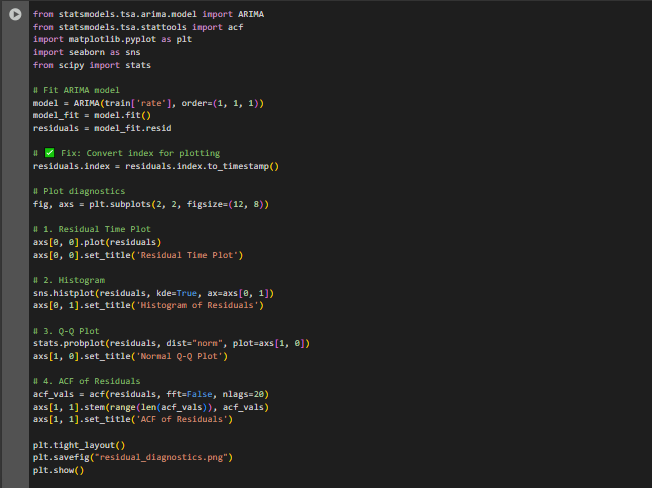 from statsmodels.tsa.arima.model import ARIMA
from statsmodels.tsa.stattools import acf
import matplotlib.pyplot as plt
import seaborn as sns
from scipy import stats

# Fit ARIMA model
model = ARIMA(train['rate'], order=(1, 1, 1))
model_fit = model.fit()
residuals = model_fit.resid

# ✅ Fix: Convert index for plotting
residuals.index = residuals.index.to_timestamp()

# Plot diagnostics
fig, axs = plt.subplots(2, 2, figsize=(12, 8))

# 1. Residual Time Plot
axs[0, 0].plot(residuals)
axs[0, 0].set_title('Residual Time Plot')

# 2. Histogram
sns.histplot(residuals, kde=True, ax=axs[0, 1])
axs[0, 1].set_title('Histogram of Residuals')

# 3. Q-Q Plot
stats.probplot(residuals, dist="norm", plot=axs[1, 0])
axs[1, 0].set_title('Normal Q-Q Plot')

# 4. ACF of Residuals
acf_vals = acf(residuals, fft=False, nlags=20)
axs[1, 1].stem(range(len(acf_vals)), acf_vals)
axs[1, 1].set_title('ACF of Residuals')

plt.tight_layout()
plt.savefig("residual_diagnostics.png")
plt.show()